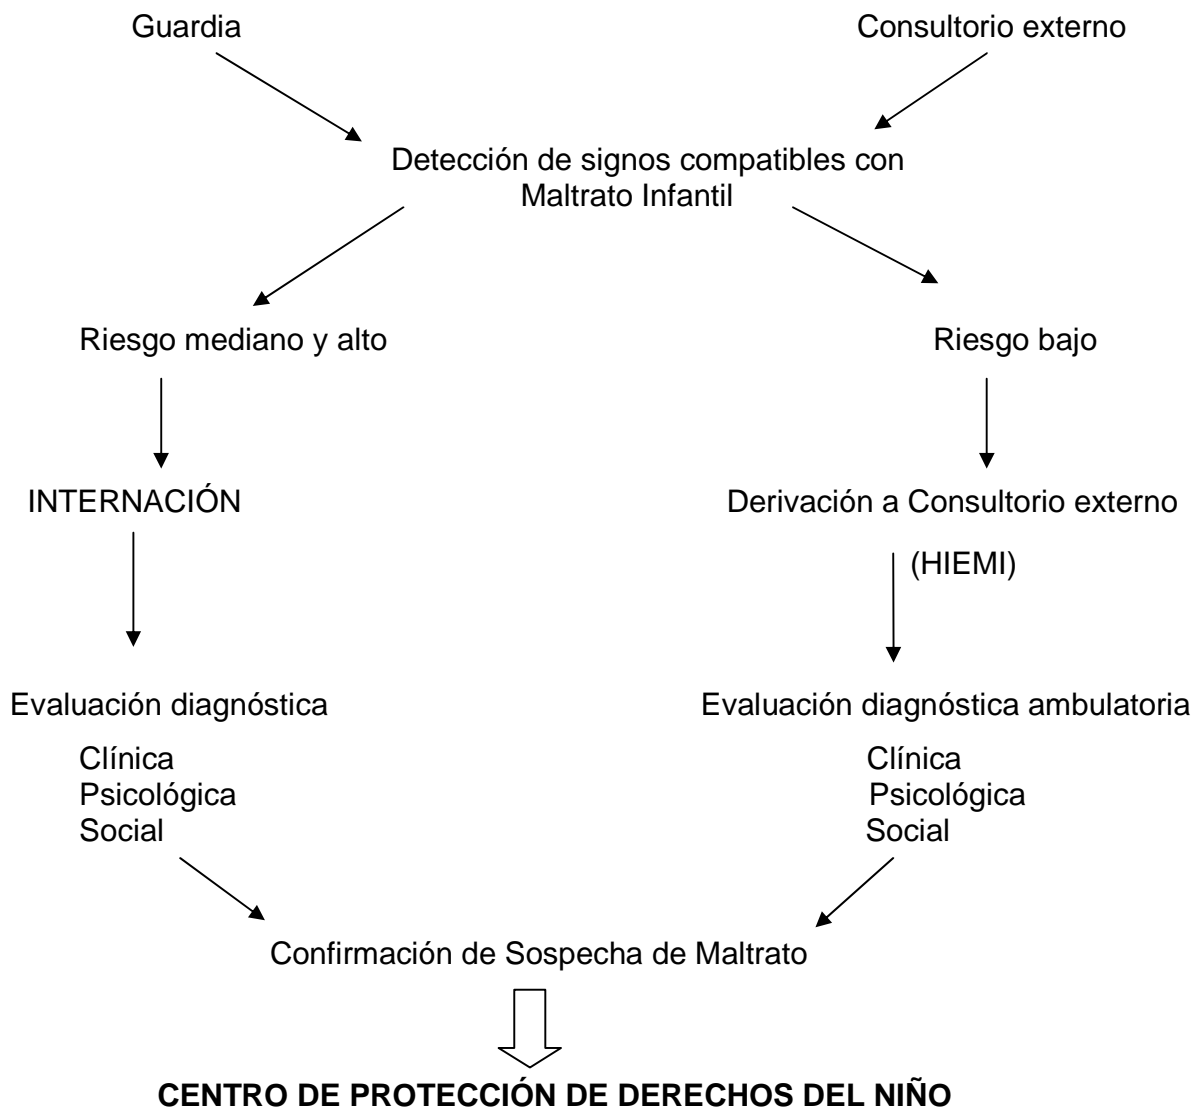 Guardia
Consultorio externo
Detección de signos compatibles con
Maltrato Infantil
Riesgo mediano y alto
Riesgo bajo
INTERNACIÓN
Derivación a Consultorio externo
(HIEMI)
Evaluación diagnóstica
Clínica
Psicológica
Social
Evaluación diagnóstica ambulatoria
Clínica
Psicológica
Social
Confirmación de Sospecha de Maltrato
CENTRO DE PROTECCIÓN DE DERECHOS DEL NIÑO